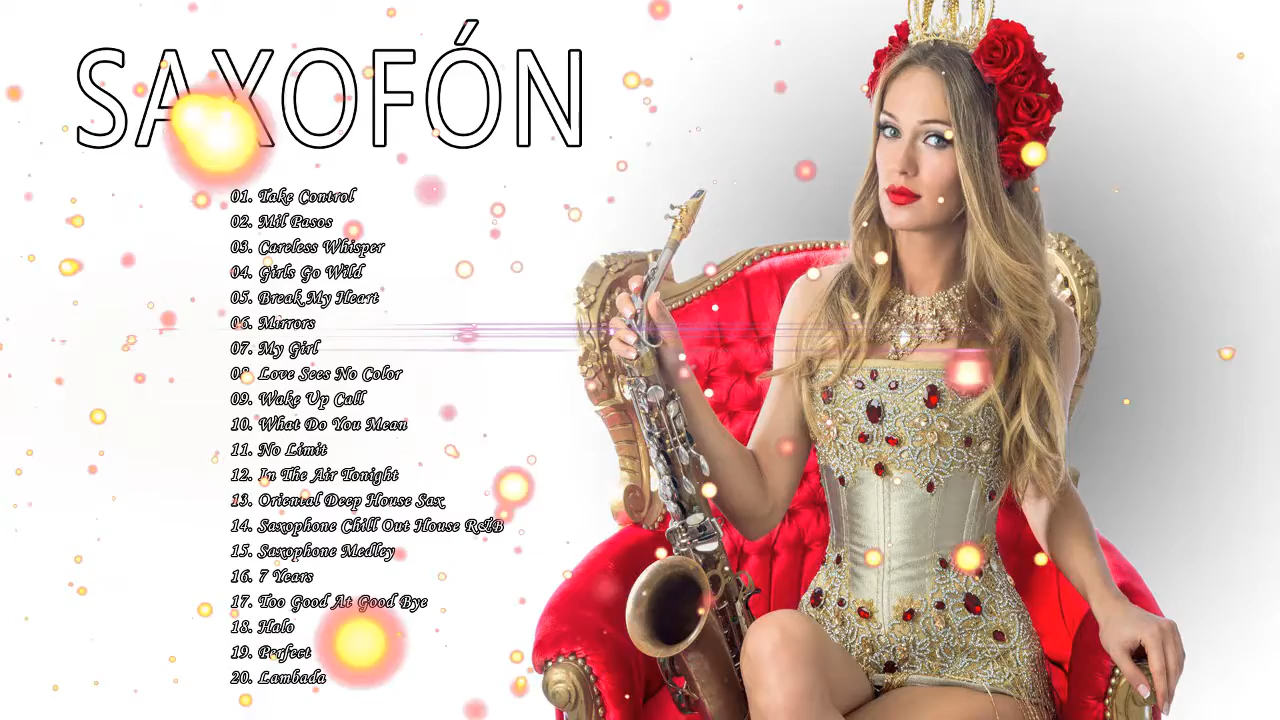 SAXOFÓN
01. Take Control
02. Mil Pasos
03. Careless Whisper
04. Girls Go Wild
05. Break My Heart
06. Mirrors
07. My Girl
08. Love Sees No Color
09. Wake Up Call
10. What Do You Mean
11. No Limit
12. In The Air Tonight
13. Oriental Deep House Sax
14. Saxophone Chill Out House R&B
15. Saxophone Medley
16. 7 Years
17. Too Good At Good Bye
18. Halo
19. Perfect
20. Lambada